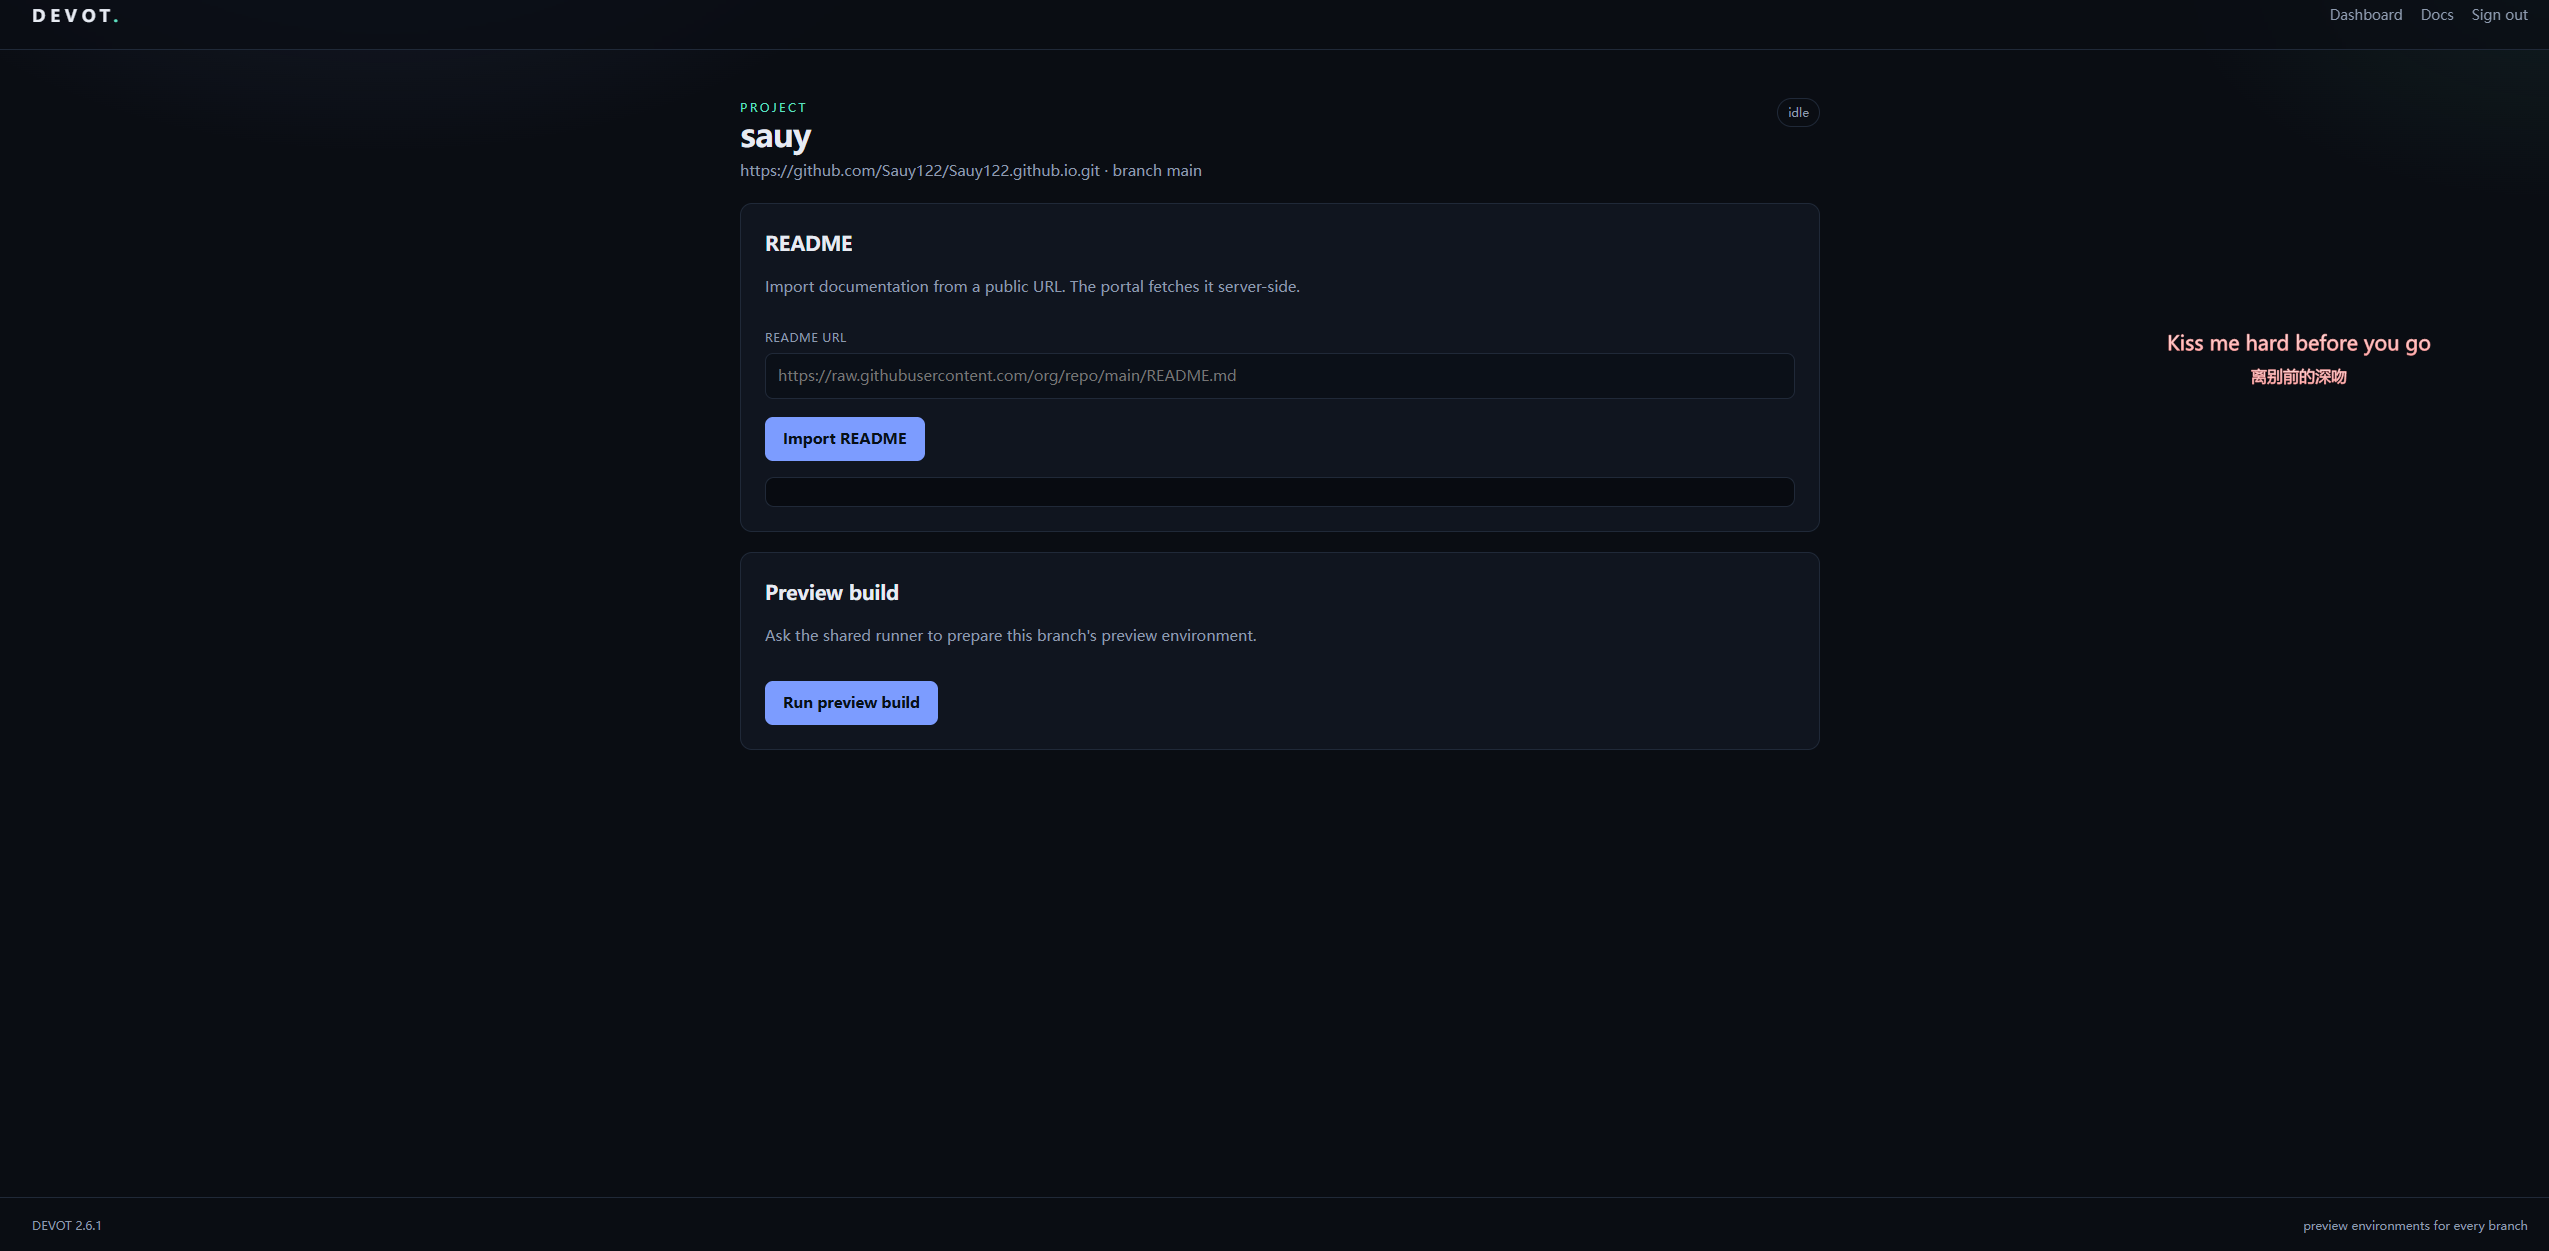 DEVOT.
Dashboard Docs Sign out
PROJECT
sauy
idle
https://github.com/Sauy122/Sauy122.github.io.git · branch main
README
Import documentation from a public URL. The portal fetches it server-side.
README URL
https://raw.githubusercontent.com/org/repo/main/README.md
Import README
Kiss me hard before you go
离别前的深吻
Preview build
Ask the shared runner to prepare this branch's preview environment.
Run preview build
DEVOT 2.6.1
preview environments for every branch